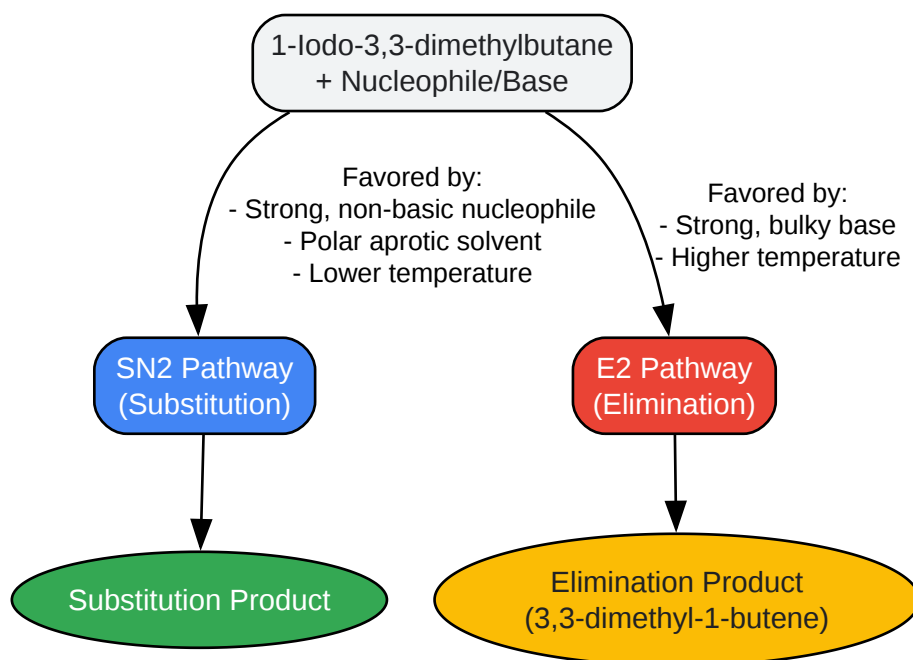 1-Iodo-3,3-dimethylbutane
+ Nucleophile/Base
Favored by:
- Strong, non-basic nucleophile
- Polar aprotic solvent
- Lower temperature
Favored by:
- Strong, bulky base
- Higher temperature
SN2 Pathway
(Substitution)
E2 Pathway
(Elimination)
Substitution Product
Elimination Product
(3,3-dimethyl-1-butene)